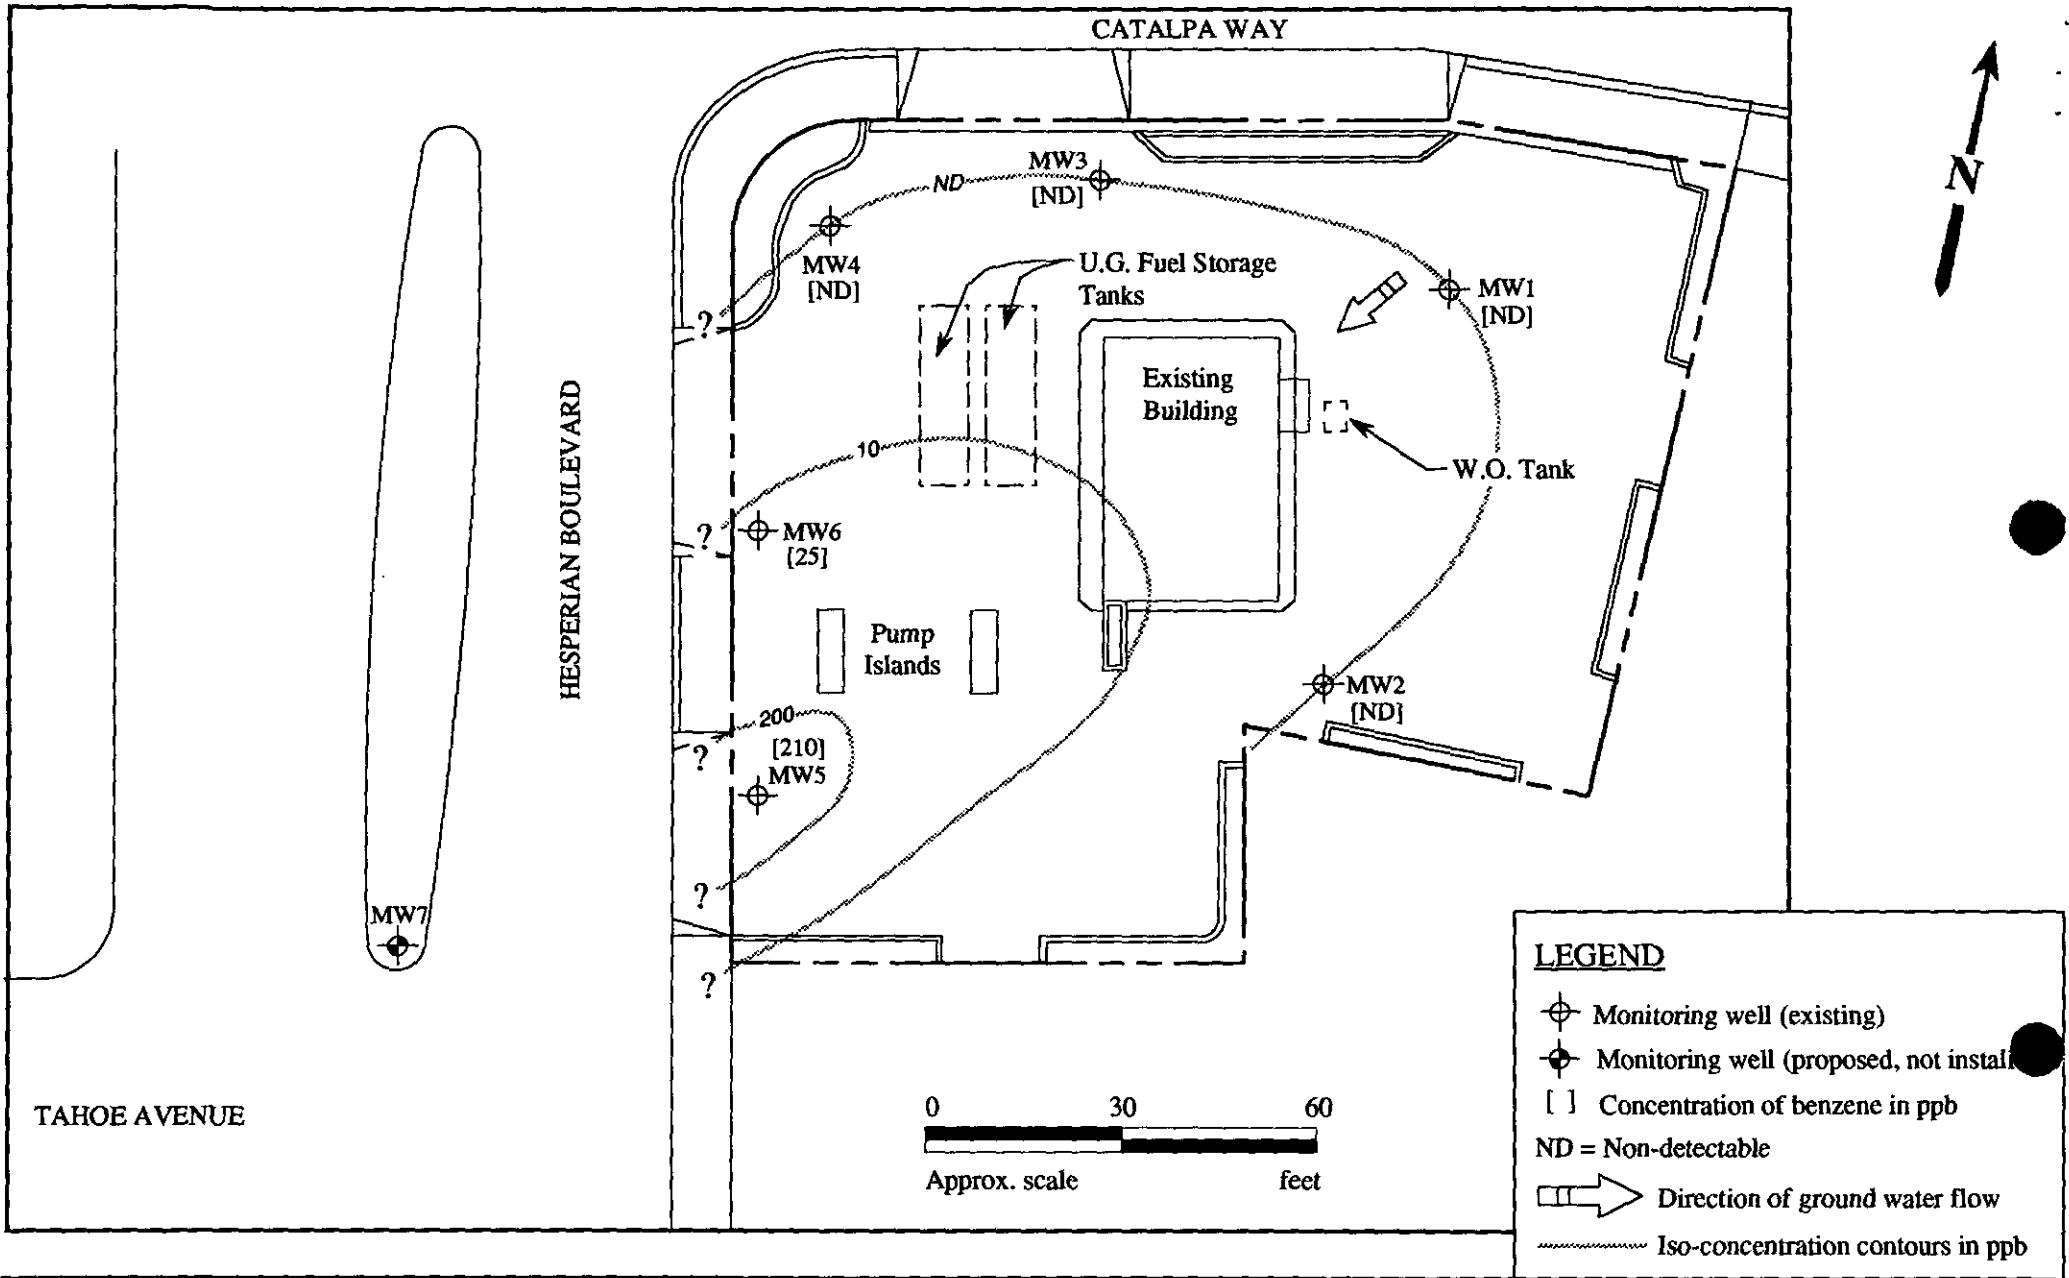 CATALPA WAY
N
MW3
[ND]
ND
MW4
[ND]
U.G. Fuel Storage
Tanks
MW1
[ND]
?
Existing
Building
HESPERIAN BOULEVARD
10
W.O. Tank
?
MW6
[25]
Pump
Islands
MW2
[ND]
200
[210]
?
MW5
?
MW7
?
LEGEND
Monitoring well (existing)
Monitoring well (proposed, not install
[ ] Concentration of benzene in ppb
ND = Non-detectable
Direction of ground water flow
Iso-concentration contours in ppb
0 30 60
Approx. scale feet
TAHOE AVENUE